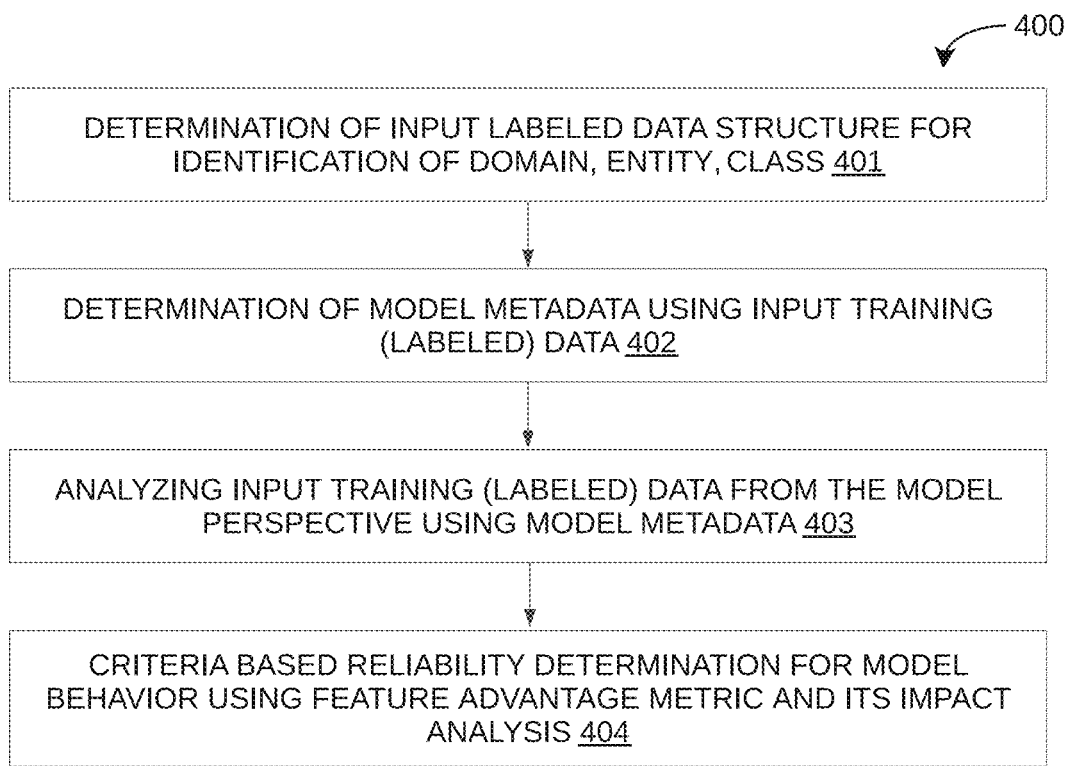 400
DETERMINATION OF INPUT LABELED DATA STRUCTURE FOR
IDENTIFICATION OF DOMAIN, ENTITY, CLASS 401
DETERMINATION OF MODEL METADATA USING INPUT TRAINING
(LABELED) DATA 402
ANALYZING INPUT TRAINING (LABELED) DATA FROM THE MODEL
PERSPECTIVE USING MODEL METADATA 403
CRITERIA BASED RELIABILITY DETERMINATION FOR MODEL
BEHAVIOR USING FEATURE ADVANTAGE METRIC AND ITS IMPACT
ANALYSIS 404